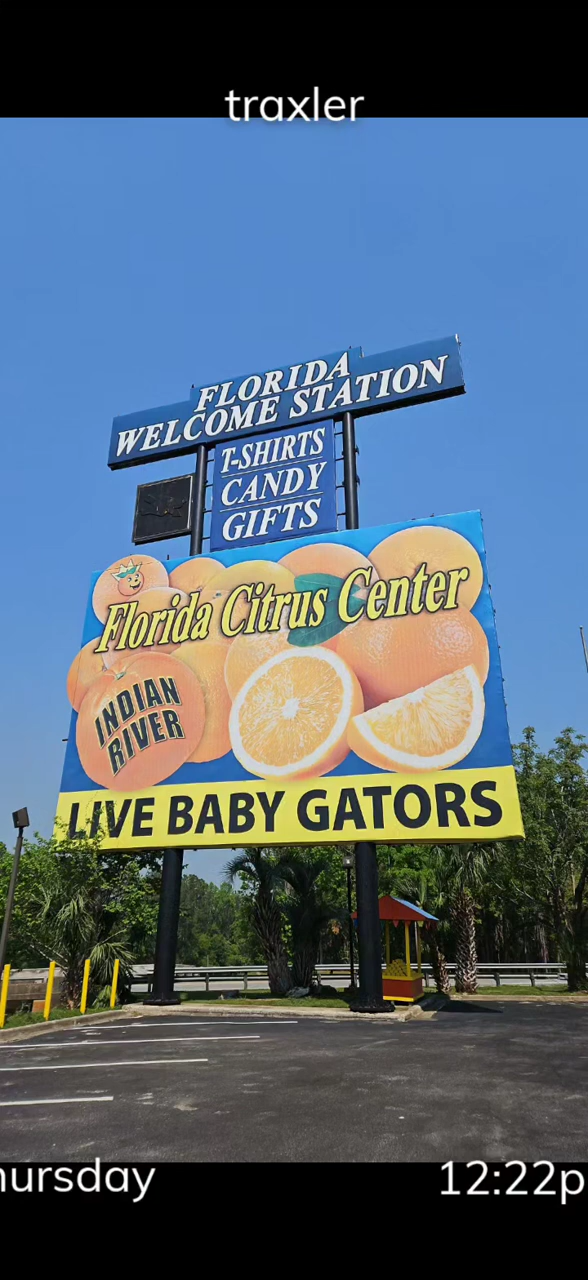 traxler
FLORIDA
WELCOME STATION
T-SHIRTS
CANDY
GIFTS
Florida Citrus Center
INDIAN
RIVER
LIVE BABY GATORS
hursday
12:22p